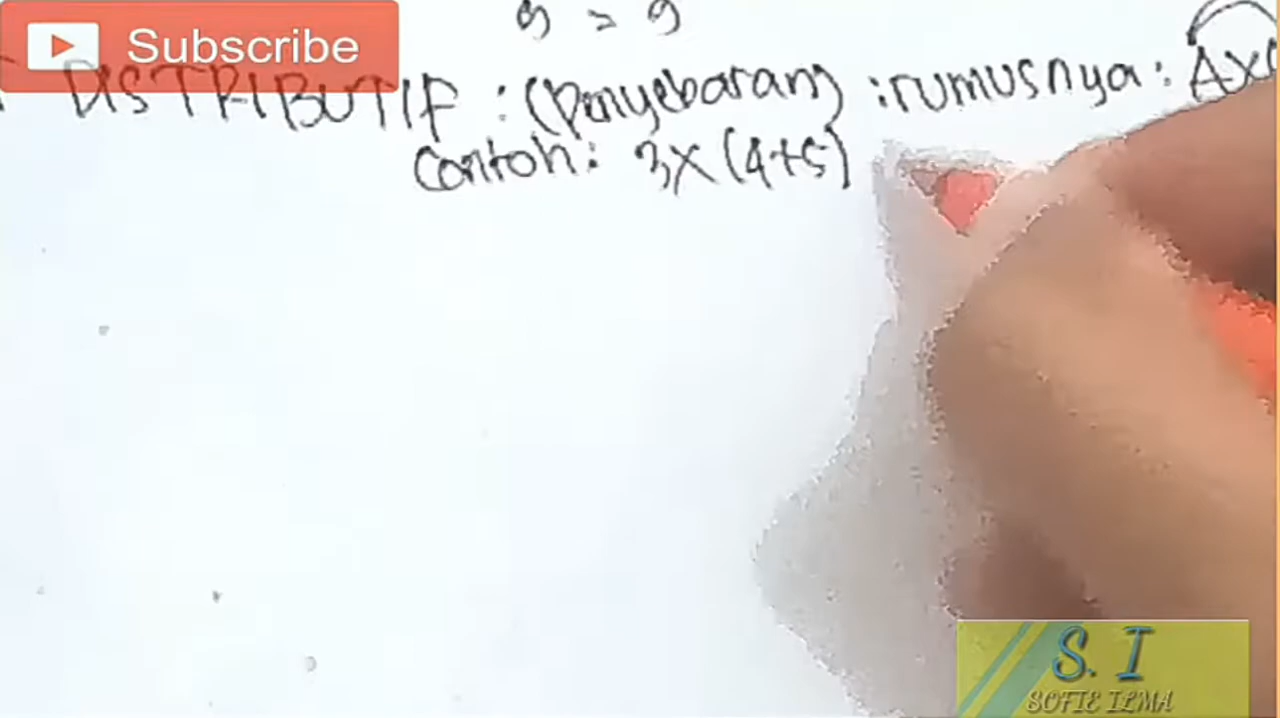 9 = 9
Subscribe
DISTRIBUTIF : (Penyebaran) : rumusnya : AX(
Contoh : 3X (4+5)
S. I
SOFIE ILMA